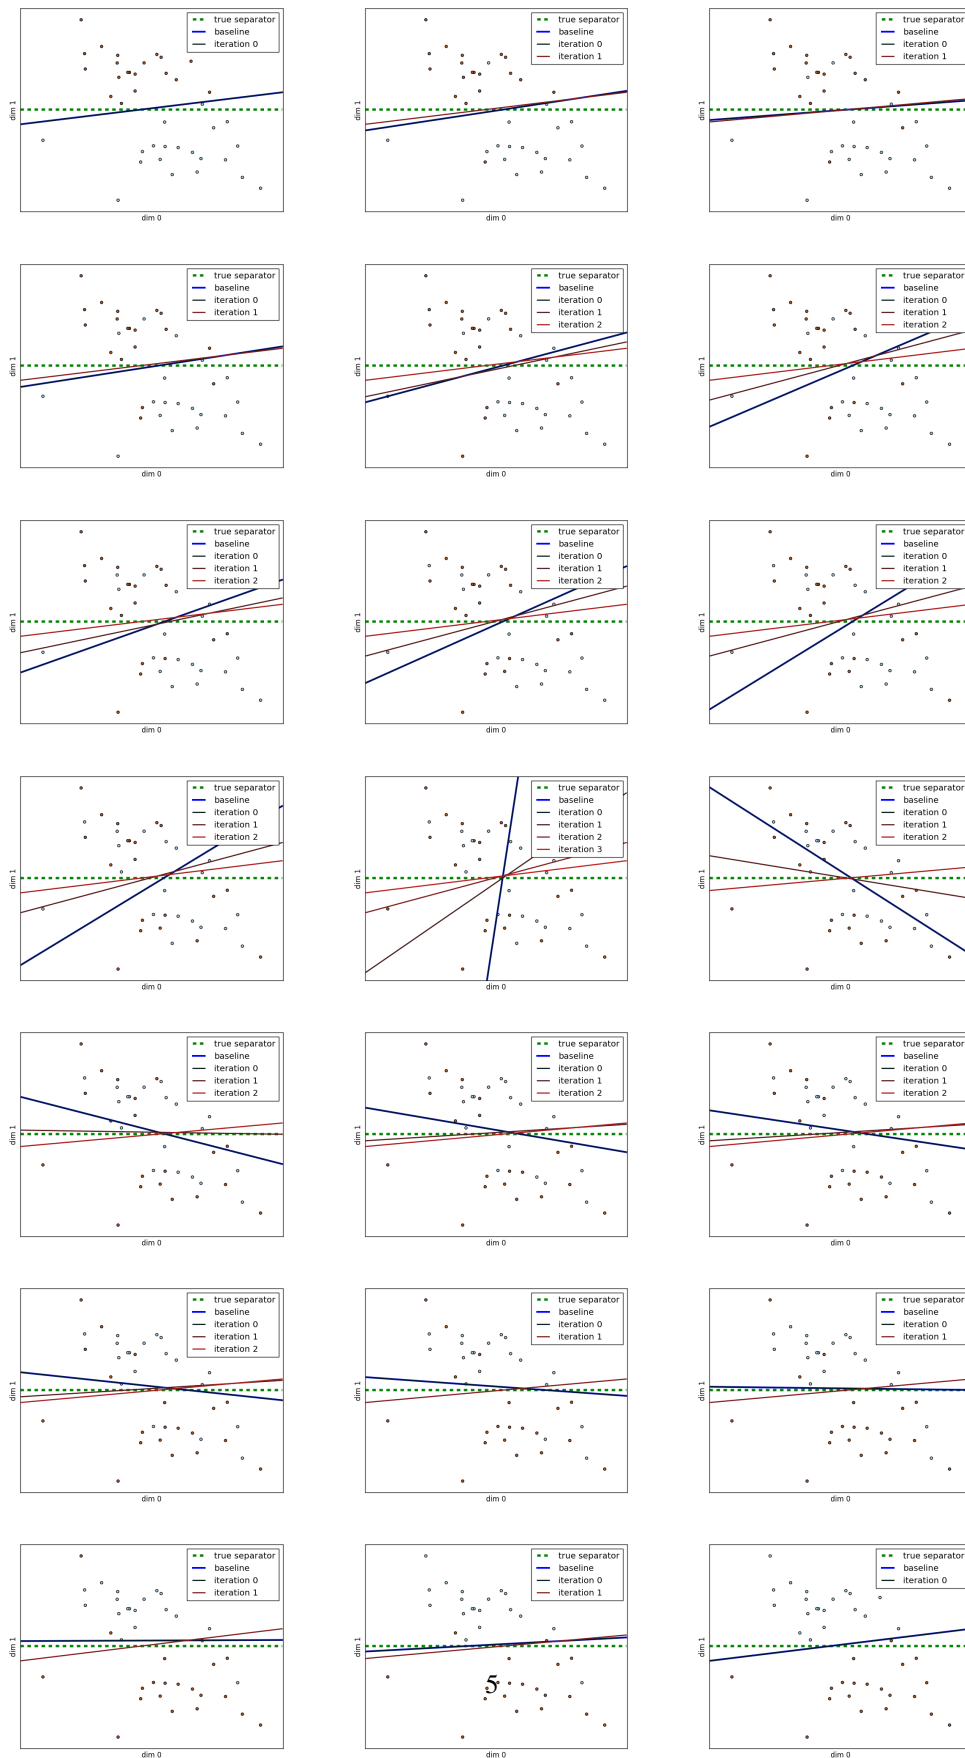 true separator
baseline
iteration 0
dim 1
dim 0
true separator
baseline
iteration 0
iteration 1
dim 1
dim 0
true separator
baseline
iteration 0
iteration 1
dim 1
dim 0
true separator
baseline
iteration 0
iteration 1
dim 1
dim 0
true separator
baseline
iteration 0
iteration 1
iteration 2
dim 1
dim 0
true separator
baseline
iteration 0
iteration 1
iteration 2
dim 1
dim 0
true separator
baseline
iteration 0
iteration 1
iteration 2
dim 1
dim 0
true separator
baseline
iteration 0
iteration 1
iteration 2
dim 1
dim 0
true separator
baseline
iteration 0
iteration 1
iteration 2
dim 1
dim 0
true separator
baseline
iteration 0
iteration 1
iteration 2
dim 1
dim 0
true separator
baseline
iteration 0
iteration 1
iteration 2
iteration 3
dim 1
dim 0
true separator
baseline
iteration 0
iteration 1
iteration 2
dim 1
dim 0
true separator
baseline
iteration 0
iteration 1
iteration 2
dim 1
dim 0
true separator
baseline
iteration 0
iteration 1
iteration 2
dim 1
dim 0
true separator
baseline
iteration 0
iteration 1
iteration 2
dim 1
dim 0
true separator
baseline
iteration 0
iteration 1
iteration 2
dim 1
dim 0
true separator
baseline
iteration 0
iteration 1
dim 1
dim 0
true separator
baseline
iteration 0
iteration 1
dim 1
dim 0
true separator
baseline
iteration 0
iteration 1
dim 1
dim 0
true separator
baseline
iteration 0
iteration 1
dim 1
dim 0
true separator
baseline
iteration 0
dim 1
dim 0
5